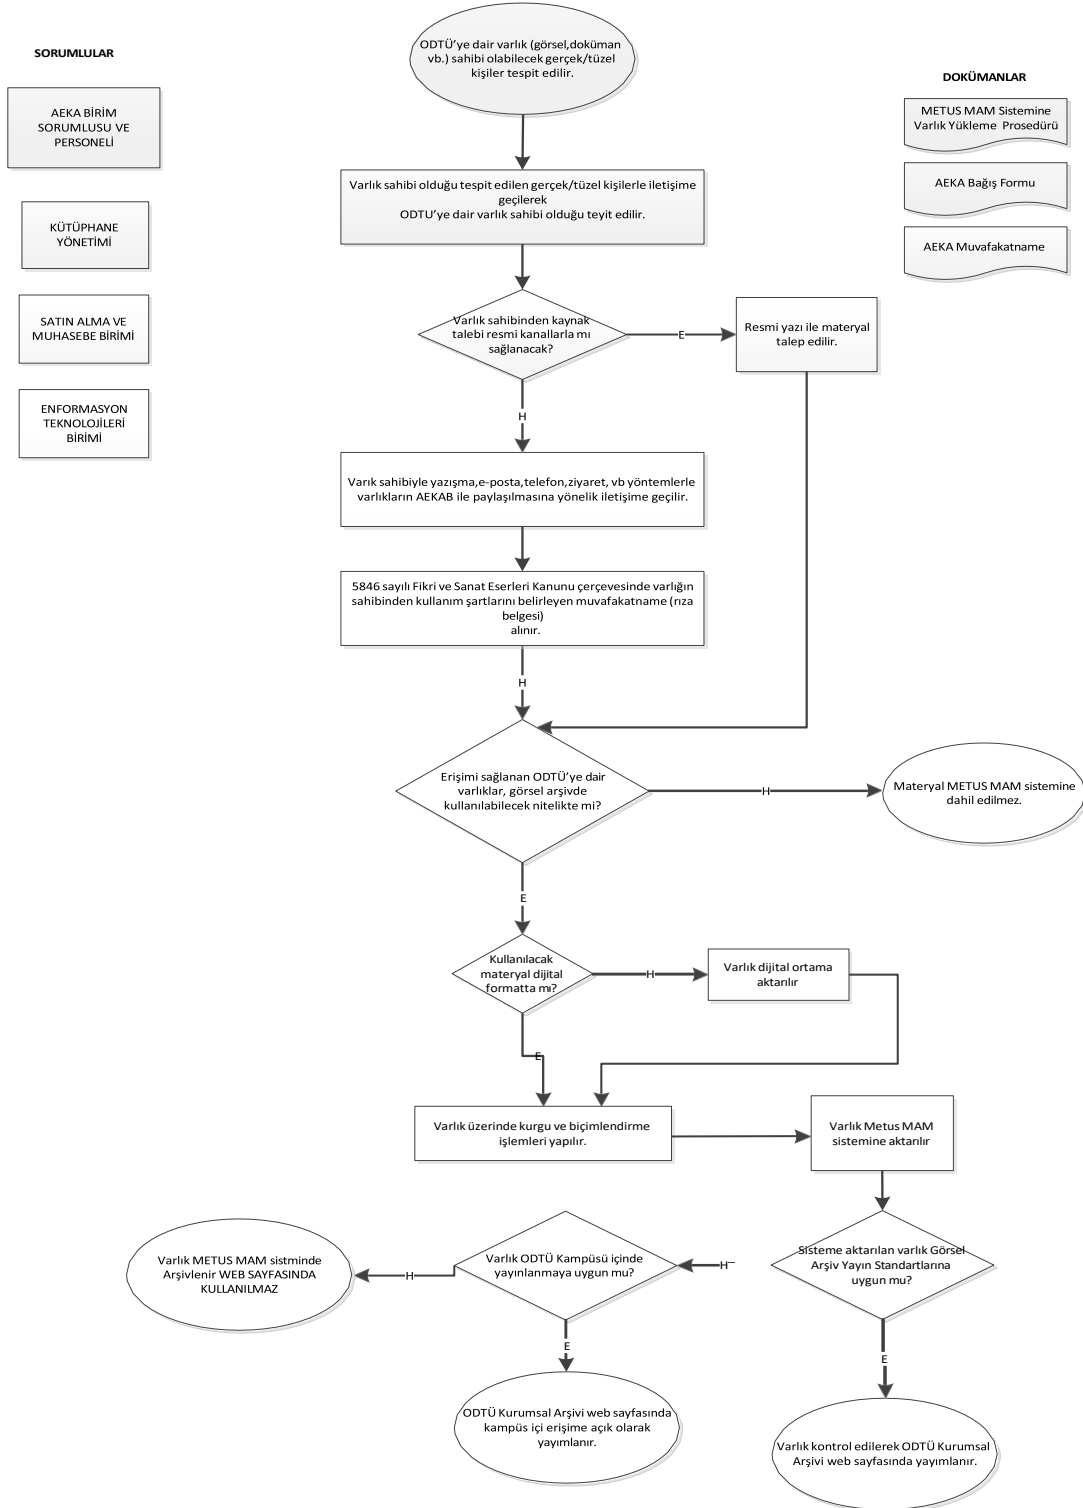 SORUMLULAR
AEKA BİRİM
SORUMLUSU VE
PERSONELİ
KÜTÜPHANE
YÖNETİMİ
SATIN ALMA VE
MUHASEBE BİRİMİ
ENFORMASYON
TEKNOLOJİLERİ
BİRİMİ
DOKÜMANLAR
METUS MAM Sistemine
Varlık Yükleme Prosedürü
AEKA Bağış Formu
AEKA Muvafakatname
ODTÜ’ye dair varlık (görsel,doküman
vb.) sahibi olabilecek gerçek/tüzel
kişiler tespit edilir.
Varlık sahibi olduğu tespit edilen gerçek/tüzel kişilerle iletişime
geçilerek
ODTU’ye dair varlık sahibi olduğu teyit edilir.
Varlık sahibinden kaynak
talebi resmi kanallarla mı
sağlanacak?
E
Resmi yazı ile materyal
talep edilir.
H
Varık sahibiyle yazışma,e-posta,telefon,ziyaret, vb yöntemlerle
varlıkların AEKAB ile paylaşılmasına yönelik iletişime geçilir.
5846 sayılı Fikri ve Sanat Eserleri Kanunu çerçevesinde varlığın
sahibinden kullanım şartlarını belirleyen muvafakatname (rıza
belgesi)
alınır.
H
Erişimi sağlanan ODTÜ’ye dair
varlıklar, görsel arşivde
kullanılabilecek nitelikte mi?
H
Materyal METUS MAM sistemine
dahil edilmez.
E
Kullanılacak
materyal dijital
formatta mı?
H
Varlık dijital ortama
aktarılır
E
Varlık üzerinde kurgu ve biçimlendirme
işlemleri yapılır.
Varlık Metus MAM
sistemine aktarılır
Sisteme aktarılan varlık Görsel
Arşiv Yayın Standartlarına
uygun mu?
H
Varlık ODTÜ Kampüsü içinde
yayınlanmaya uygun mu?
H
Varlık METUS MAM sistminde
Arşivlenir WEB SAYFASINDA
KULLANILMAZ
E
ODTÜ Kurumsal Arşivi web sayfasında
kampüs içi erişime açık olarak
yayımlanır.
E
Varlık kontrol edilerek ODTÜ Kurumsal
Arşivi web sayfasında yayımlanır.